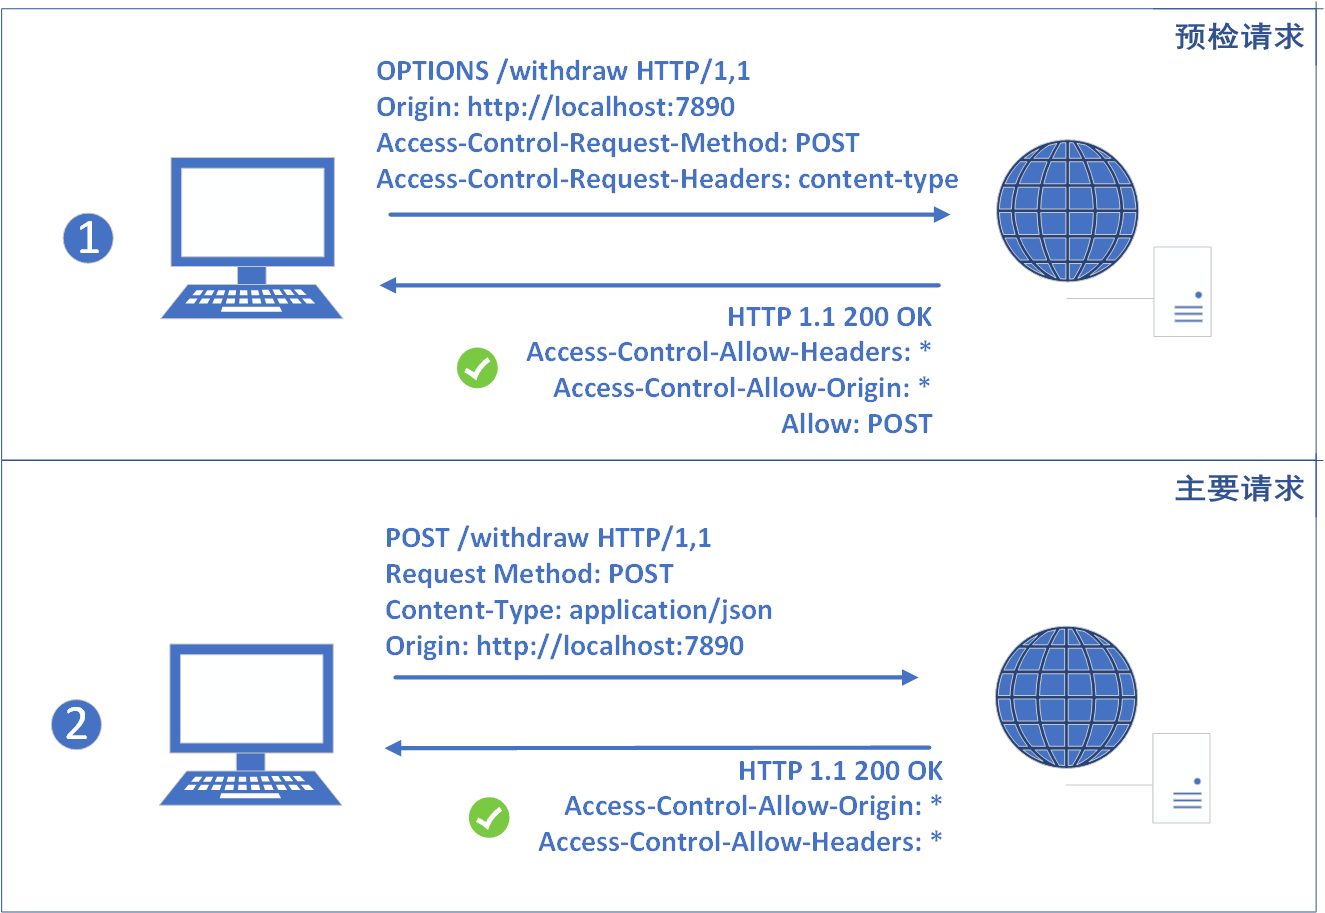 预检请求
OPTIONS /withdraw HTTP/1,1
Origin: http://localhost:7890
Access-Control-Request-Method: POST
Access-Control-Request-Headers: content-type
1
HTTP 1.1 200 OK
Access-Control-Allow-Headers: *
Access-Control-Allow-Origin: *
Allow: POST
主要请求
POST /withdraw HTTP/1,1
Request Method: POST
Content-Type: application/json
Origin: http://localhost:7890
2
HTTP 1.1 200 OK
Access-Control-Allow-Origin: *
Access-Control-Allow-Headers: *